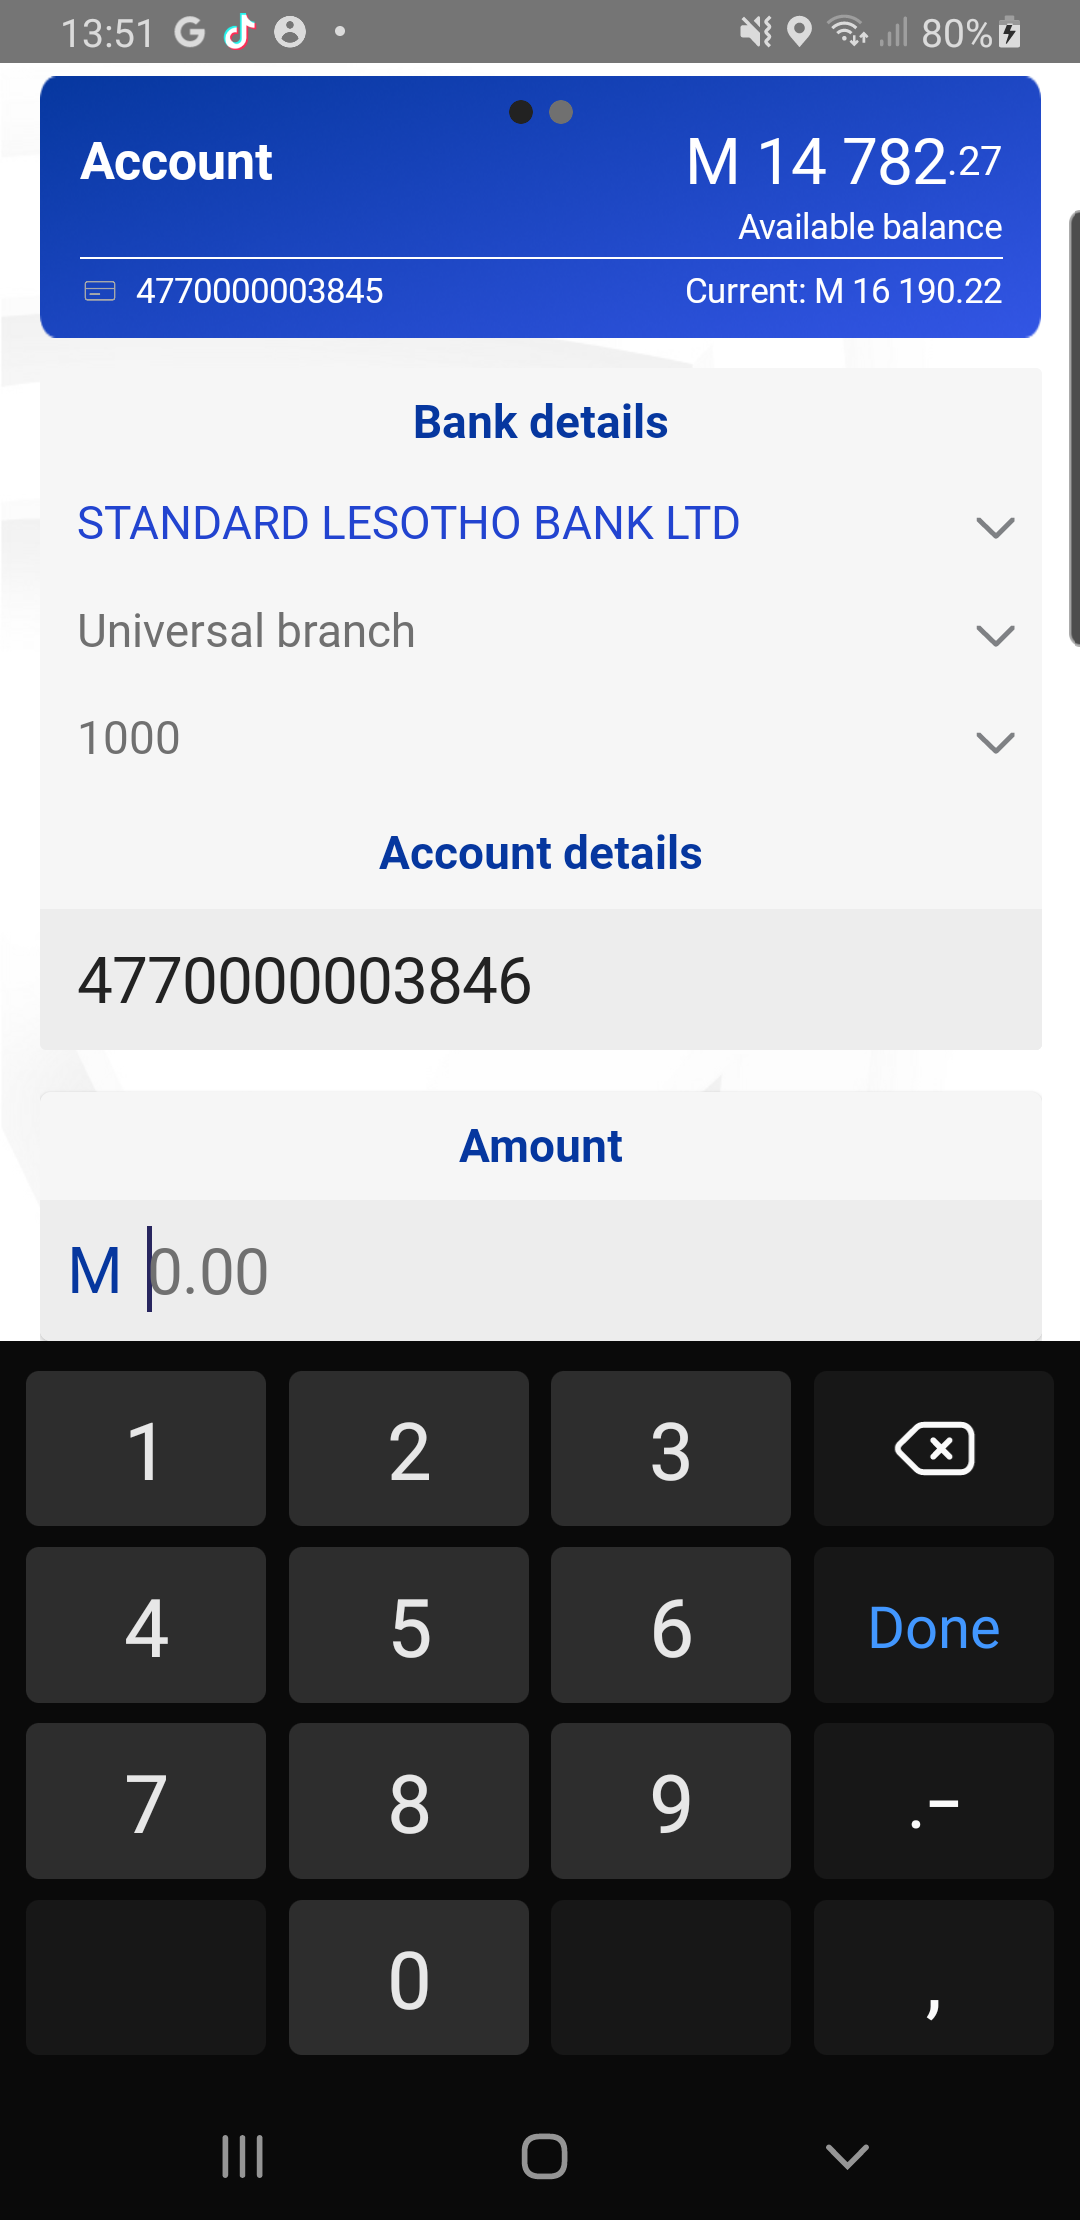 13:51 80%
Account M 14 782.27
Available balance
4770000003845 Current: M 16 190.22
Bank details
STANDARD LESOTHO BANK LTD
Universal branch
1000
Account details
4770000003846
Amount
M 0.00
1 2 3
4 5 6 Done
7 8 9 .-
0 ,